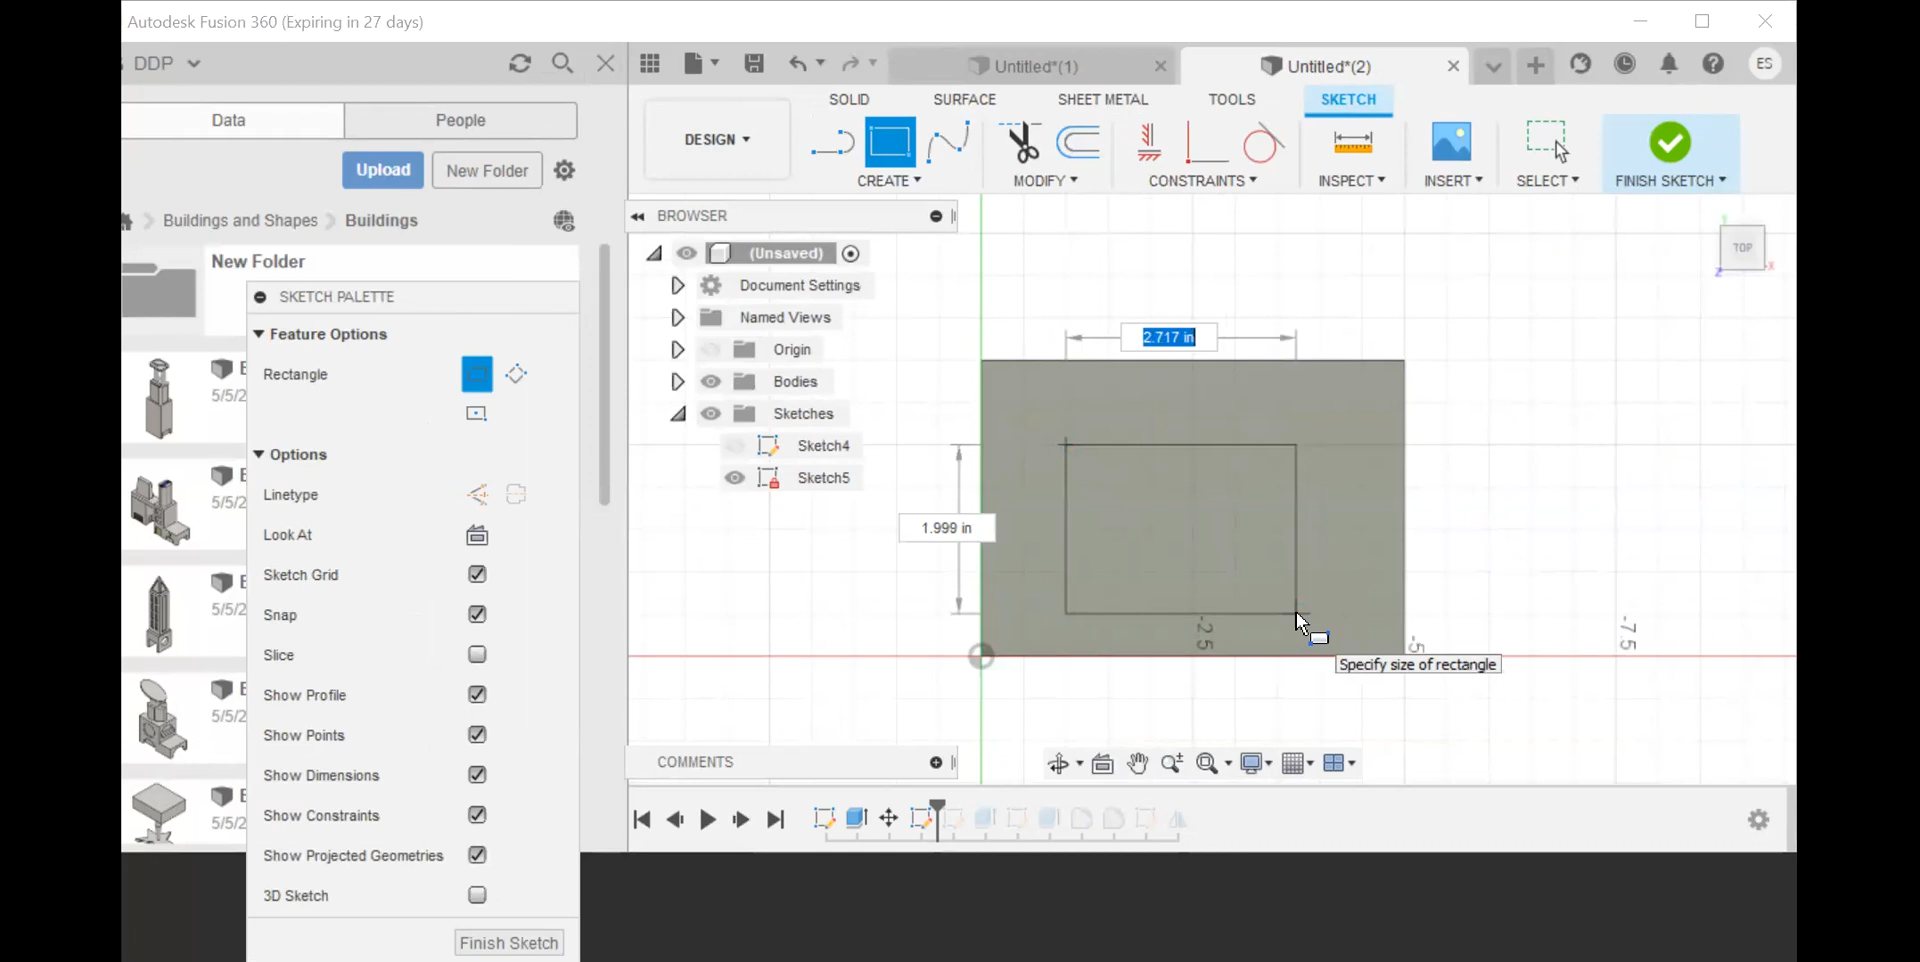 Autodesk Fusion 360 (Expiring in 27 days)
DDP
Untitled*(1)
Untitled*(2)
ES
Data
People
SOLID
SURFACE
SHEET METAL
TOOLS
SKETCH
DESIGN
Upload
New Folder
CREATE
MODIFY
CONSTRAINTS
INSPECT
INSERT
SELECT
FINISH SKETCH
Buildings and Shapes
Buildings
BROWSER
TOP
New Folder
(Unsaved)
Document Settings
Named Views
Origin
Bodies
Sketches
Sketch4
Sketch5
SKETCH PALETTE
Feature Options
Rectangle
Options
Linetype
Look At
Sketch Grid
Snap
Slice
Show Profile
Show Points
Show Dimensions
Show Constraints
Show Projected Geometries
3D Sketch
Finish Sketch
E
5/5/2
E
5/5/2
E
5/5/2
E
5/5/2
E
5/5/2
2.717 in
1.999 in
-2.5
-5
-7.5
Specify size of rectangle
COMMENTS